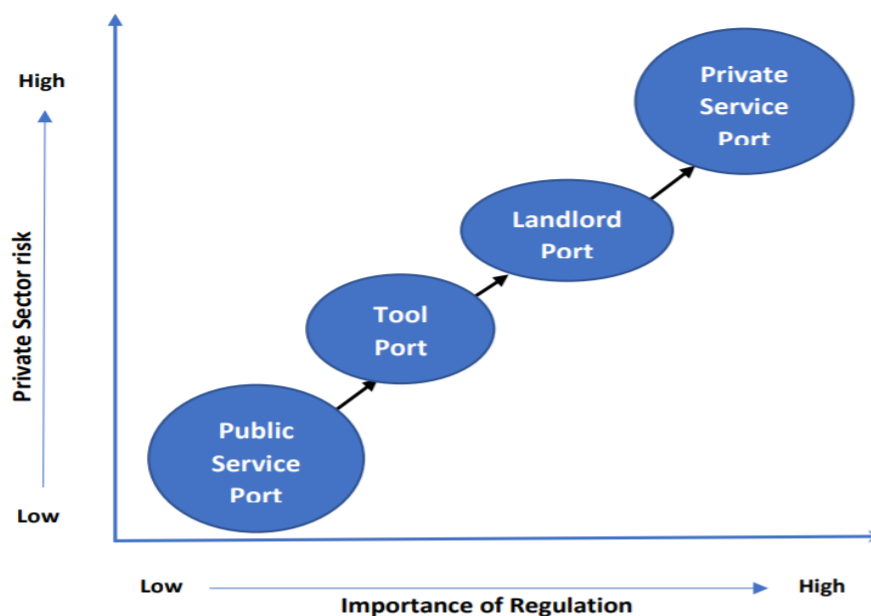 High
Private Sector risk
Low
Private
Service
Port
Landlord
Port
Tool
Port
Public
Service
Port
Low
High
Importance of Regulation